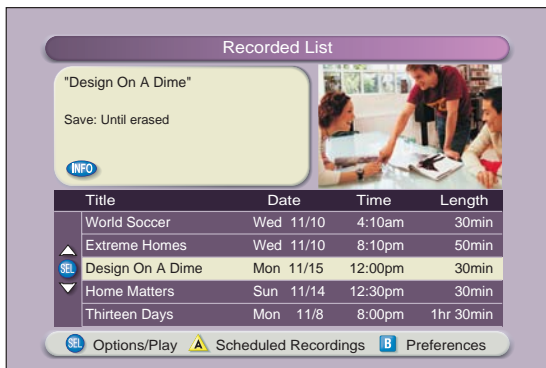 Recorded List
"Design On A Dime"
Save: Until erased
INFO
Title Date Time Length
World Soccer Wed 11/10 4:10am 30min
Extreme Homes Wed 11/10 8:10pm 50min
SEL Design On A Dime Mon 11/15 12:00pm 30min
Home Matters Sun 11/14 12:30pm 30min
Thirteen Days Mon 11/8 8:00pm 1hr 30min
SEL Options/Play A Scheduled Recordings B Preferences